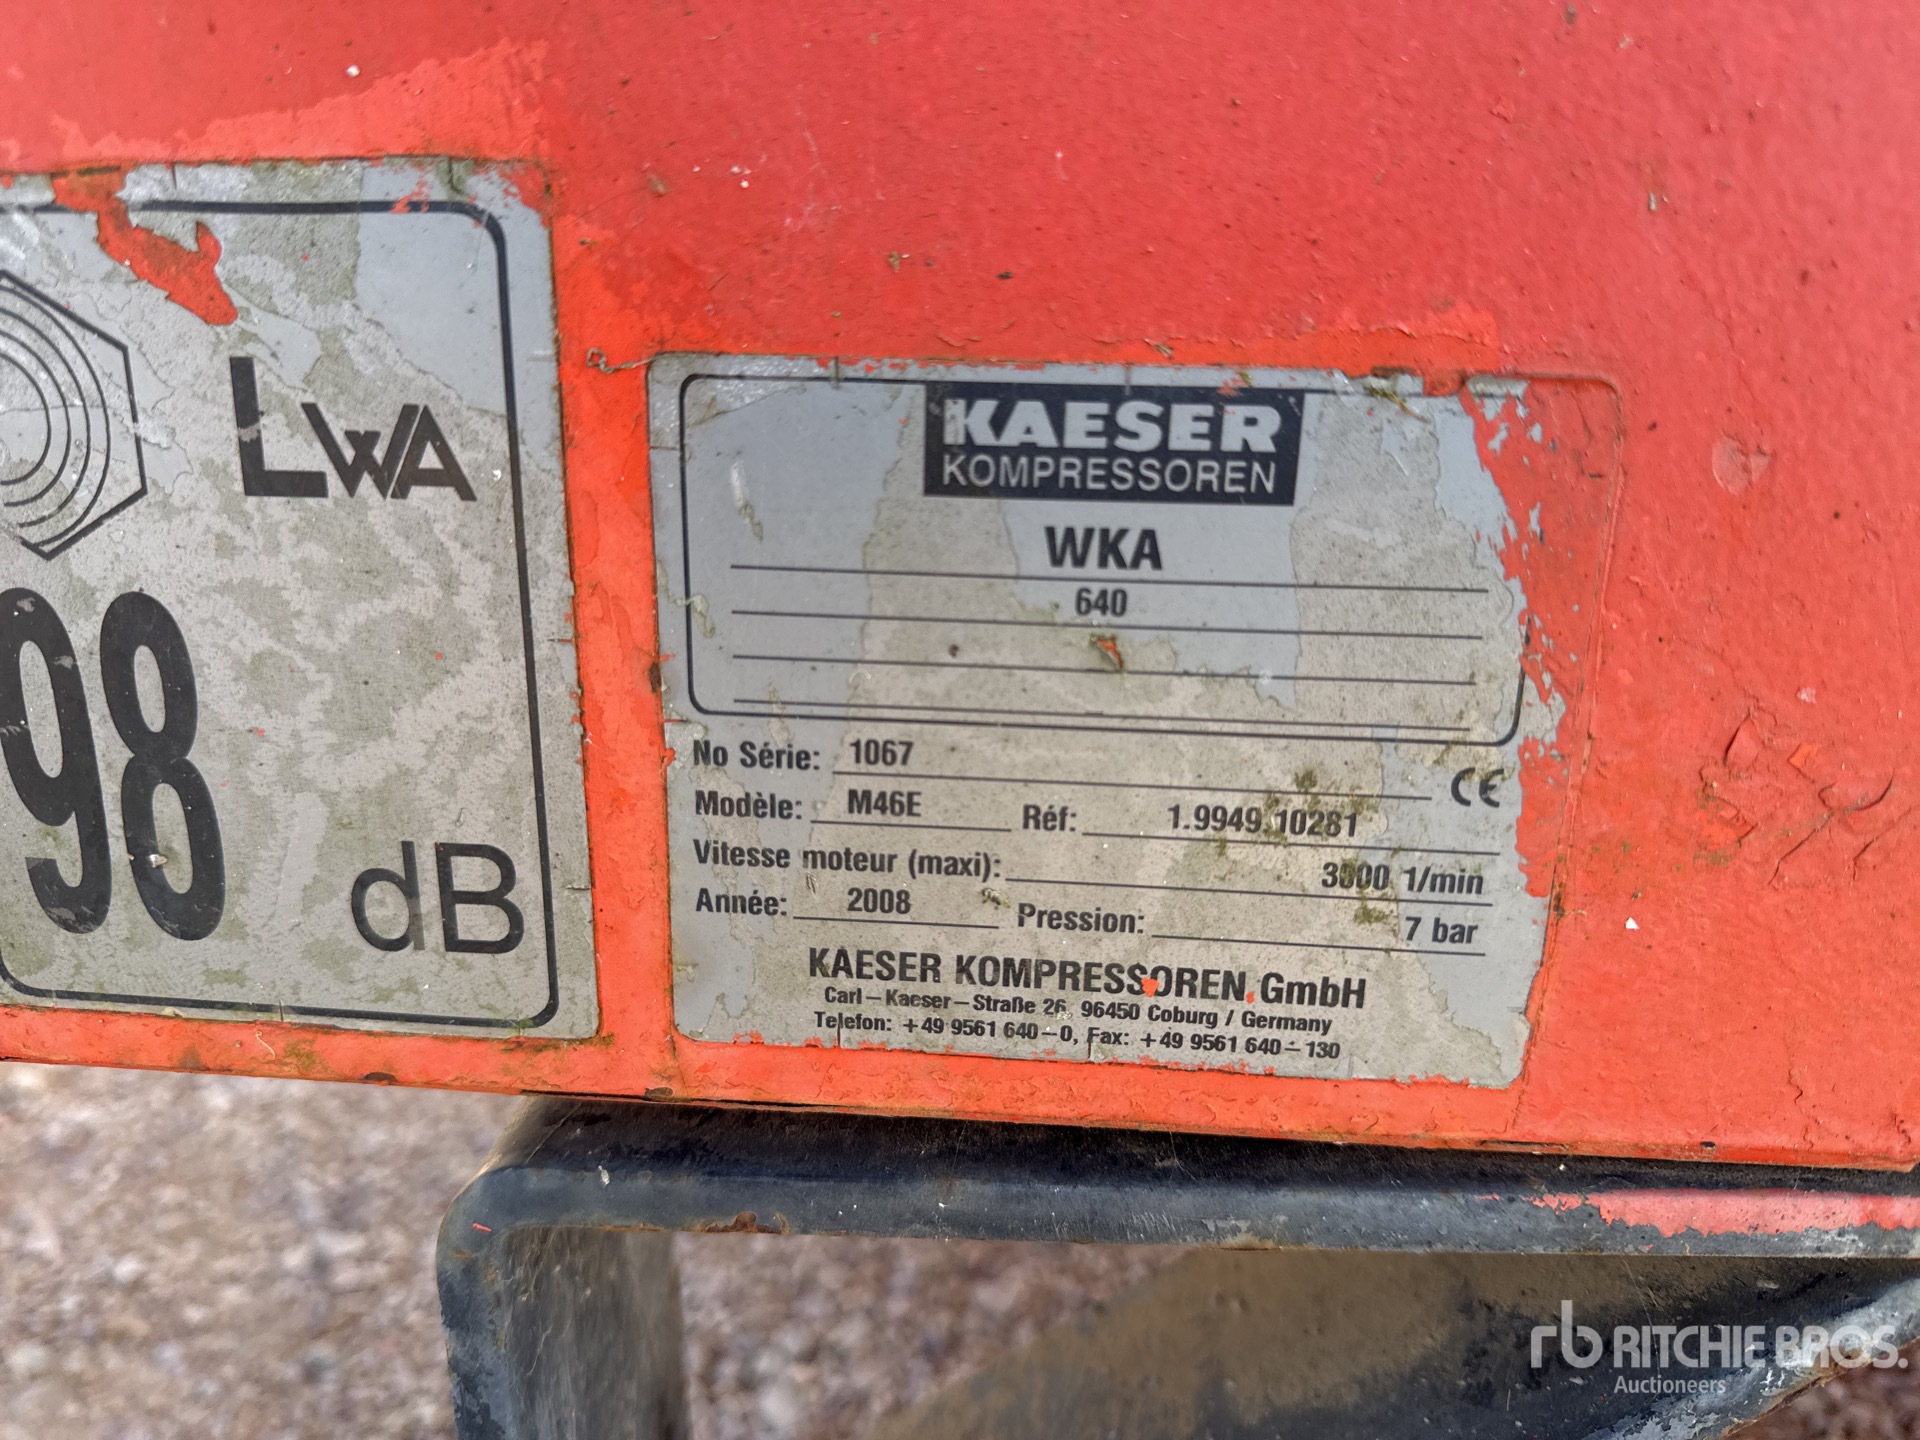 LWA
98
dB
KAESER
KOMPRESSOREN
WKA
640
No Série: 1067
CE
Modèle: M46E Réf: 1.9949.10281
Vitesse moteur (maxi): 3000 1/min
Année: 2008 Pression: 7 bar
KAESER KOMPRESSOREN GmbH
Carl-Kaeser-Straße 26, 96450 Coburg / Germany
Telefon: +49 9561 640-0, Fax: +49 9561 640-130
rb RITCHIE BROS.
Auctioneers